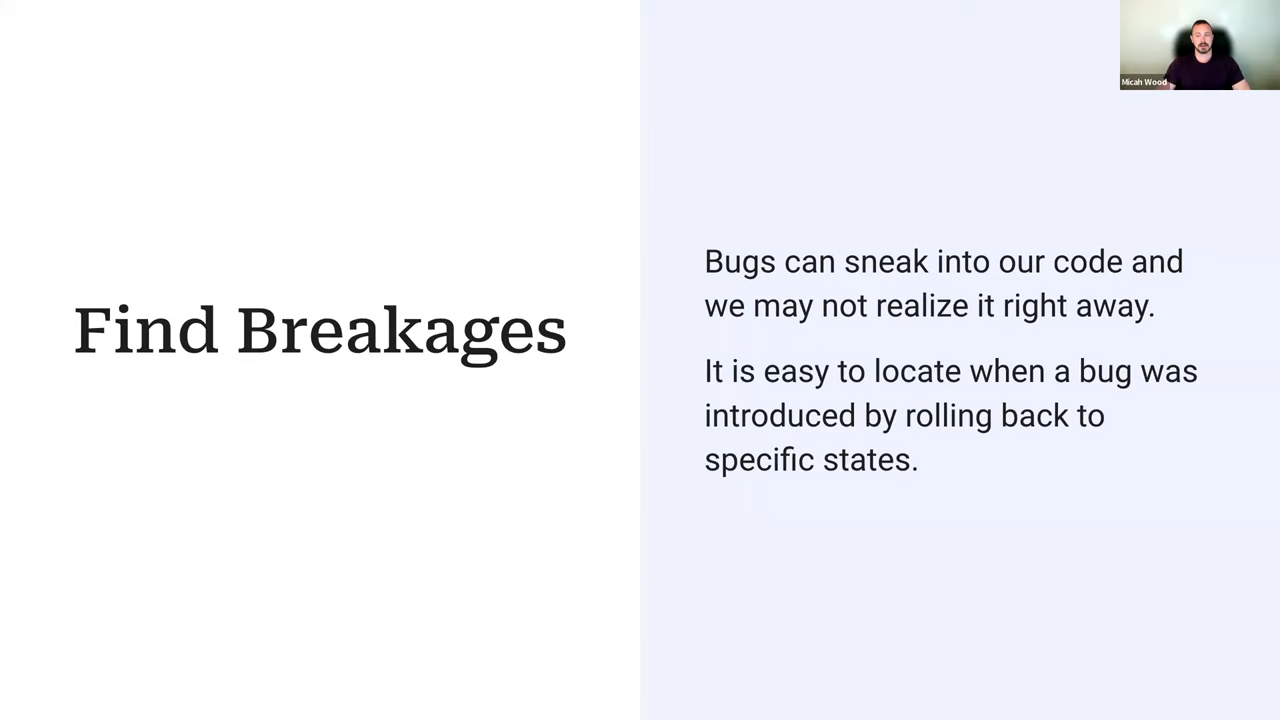 Find Breakages
Bugs can sneak into our code and
we may not realize it right away.
It is easy to locate when a bug was
introduced by rolling back to
specific states.
Micah Wood